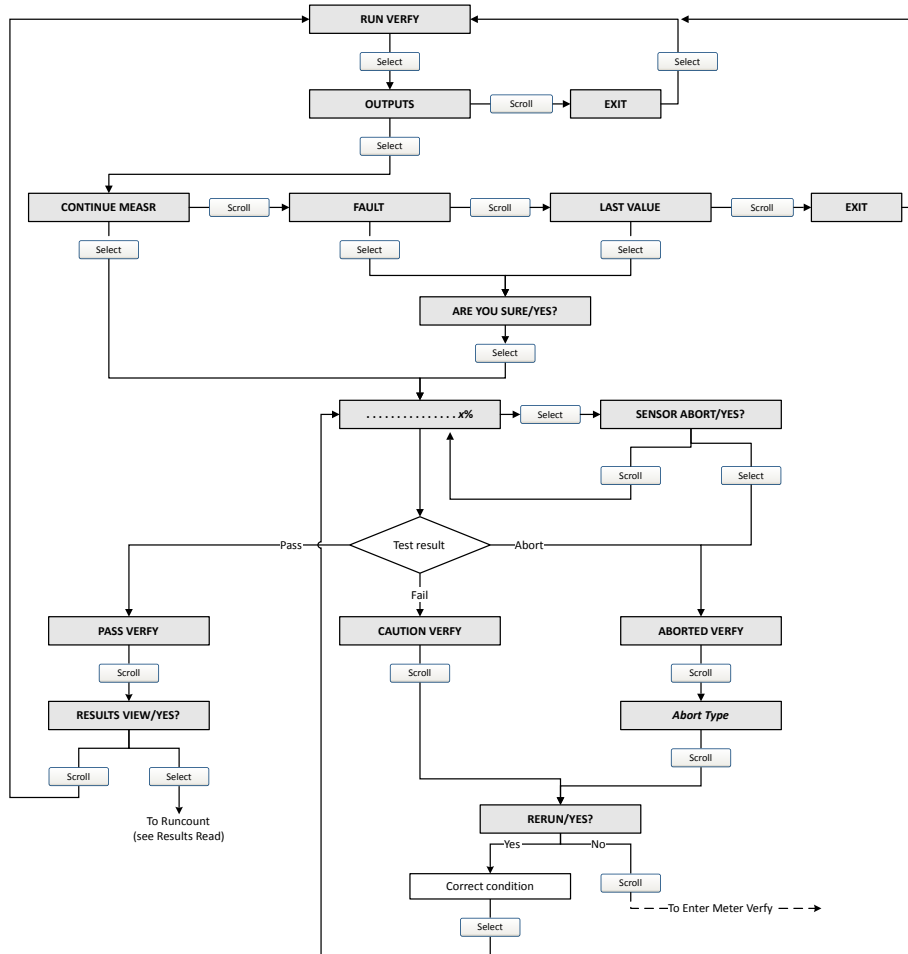 RUN VERFY
Select
Select
OUTPUTS
Scroll
EXIT
Select
CONTINUE MEASR
Scroll
FAULT
Scroll
LAST VALUE
Scroll
EXIT
Select
Select
Select
ARE YOU SURE/YES?
Select
. . . . . . . . . . . . . . . x%
Select
SENSOR ABORT/YES?
Scroll
Select
Pass
Test result
Abort
Fail
PASS VERFY
CAUTION VERFY
ABORTED VERFY
Scroll
Scroll
Scroll
RESULTS VIEW/YES?
Abort Type
Scroll
Select
Scroll
To Runcount
(see Results Read)
RERUN/YES?
Yes
No
Correct condition
Scroll
To Enter Meter Verfy
Select